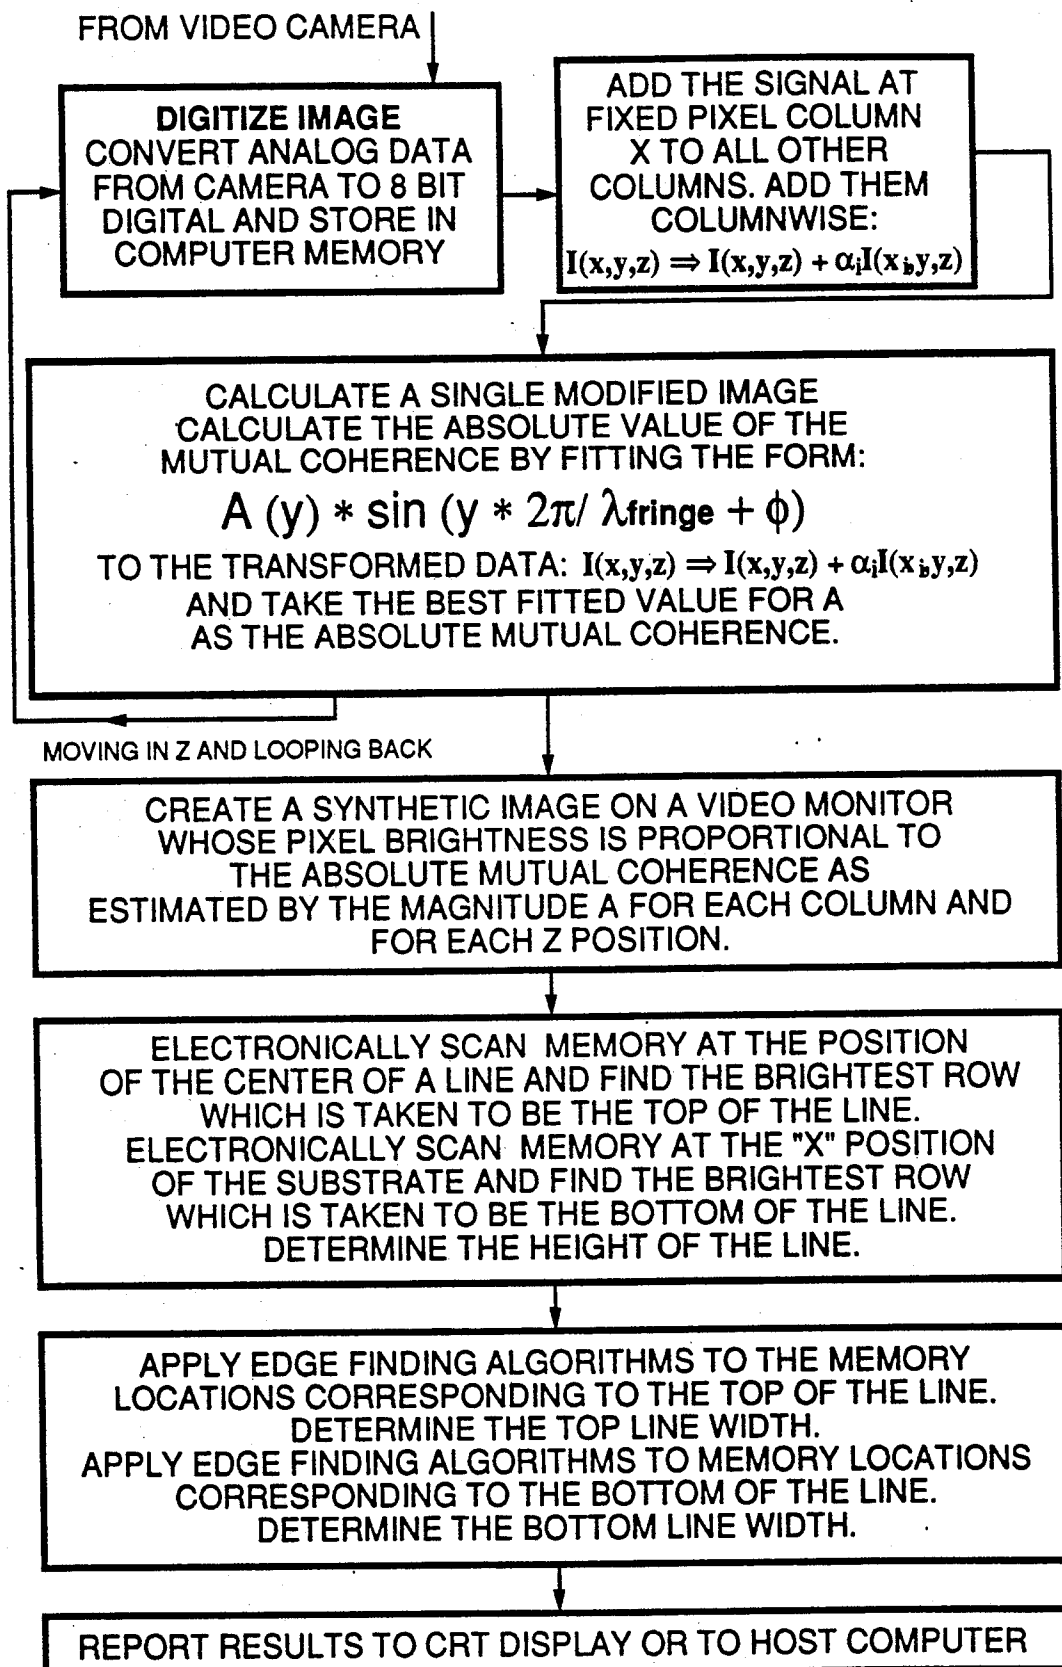 FROM VIDEO CAMERA
DIGITIZE IMAGE
CONVERT ANALOG DATA
FROM CAMERA TO 8 BIT
DIGITAL AND STORE IN
COMPUTER MEMORY
ADD THE SIGNAL AT
FIXED PIXEL COLUMN
X TO ALL OTHER
COLUMNS. ADD THEM
COLUMNWISE:
I(x,y,z) ⇒ I(x,y,z) + αᵢI(xᵢ,y,z)
CALCULATE A SINGLE MODIFIED IMAGE
CALCULATE THE ABSOLUTE VALUE OF THE
MUTUAL COHERENCE BY FITTING THE FORM:
A (y) * sin (y * 2π/ λfringe + ϕ)
TO THE TRANSFORMED DATA: I(x,y,z) ⇒ I(x,y,z) + αᵢI(xᵢ,y,z)
AND TAKE THE BEST FITTED VALUE FOR A
AS THE ABSOLUTE MUTUAL COHERENCE.
MOVING IN Z AND LOOPING BACK
CREATE A SYNTHETIC IMAGE ON A VIDEO MONITOR
WHOSE PIXEL BRIGHTNESS IS PROPORTIONAL TO
THE ABSOLUTE MUTUAL COHERENCE AS
ESTIMATED BY THE MAGNITUDE A FOR EACH COLUMN AND
FOR EACH Z POSITION.
ELECTRONICALLY SCAN MEMORY AT THE POSITION
OF THE CENTER OF A LINE AND FIND THE BRIGHTEST ROW
WHICH IS TAKEN TO BE THE TOP OF THE LINE.
ELECTRONICALLY SCAN MEMORY AT THE "X" POSITION
OF THE SUBSTRATE AND FIND THE BRIGHTEST ROW
WHICH IS TAKEN TO BE THE BOTTOM OF THE LINE.
DETERMINE THE HEIGHT OF THE LINE.
APPLY EDGE FINDING ALGORITHMS TO THE MEMORY
LOCATIONS CORRESPONDING TO THE TOP OF THE LINE.
DETERMINE THE TOP LINE WIDTH.
APPLY EDGE FINDING ALGORITHMS TO MEMORY LOCATIONS
CORRESPONDING TO THE BOTTOM OF THE LINE.
DETERMINE THE BOTTOM LINE WIDTH.
REPORT RESULTS TO CRT DISPLAY OR TO HOST COMPUTER